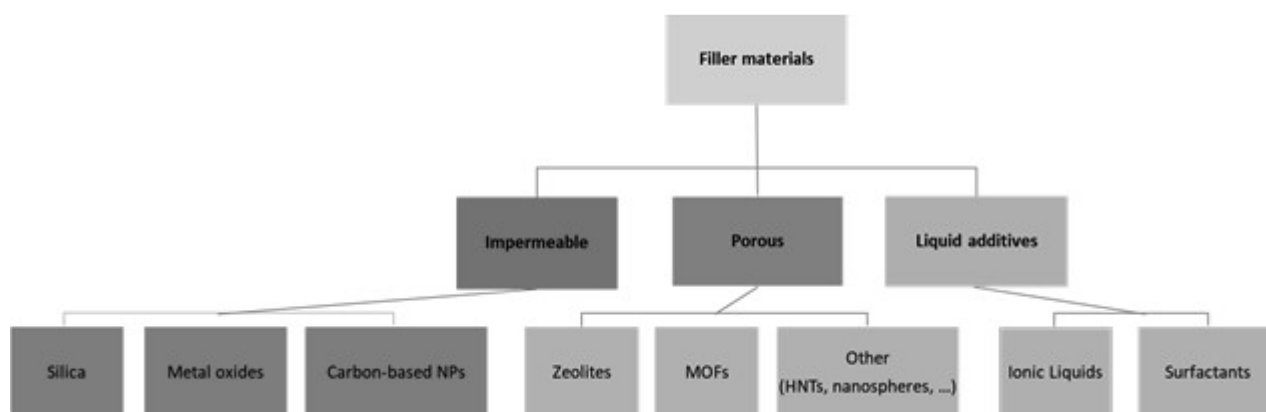 Filler materials
Impermeable
Porous
Liquid additives
Silica
Metal oxides
Carbon-based NPs
Zeolites
MOFs
Other
(HNTs, nanospheres, ...)
Ionic Liquids
Surfactants